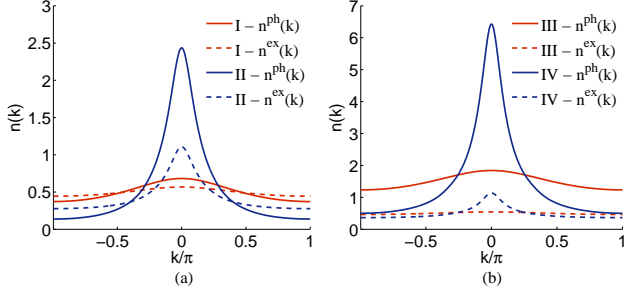 3
2.5
2
1.5
1
0.5
0
n(k)
I – n^ph(k)
I – n^ex(k)
II – n^ph(k)
II – n^ex(k)
−0.5 0 0.5 1
k/π
(a)
7
6
5
4
3
2
1
0
n(k)
III – n^ph(k)
III – n^ex(k)
IV – n^ph(k)
IV – n^ex(k)
−0.5 0 0.5 1
k/π
(b)